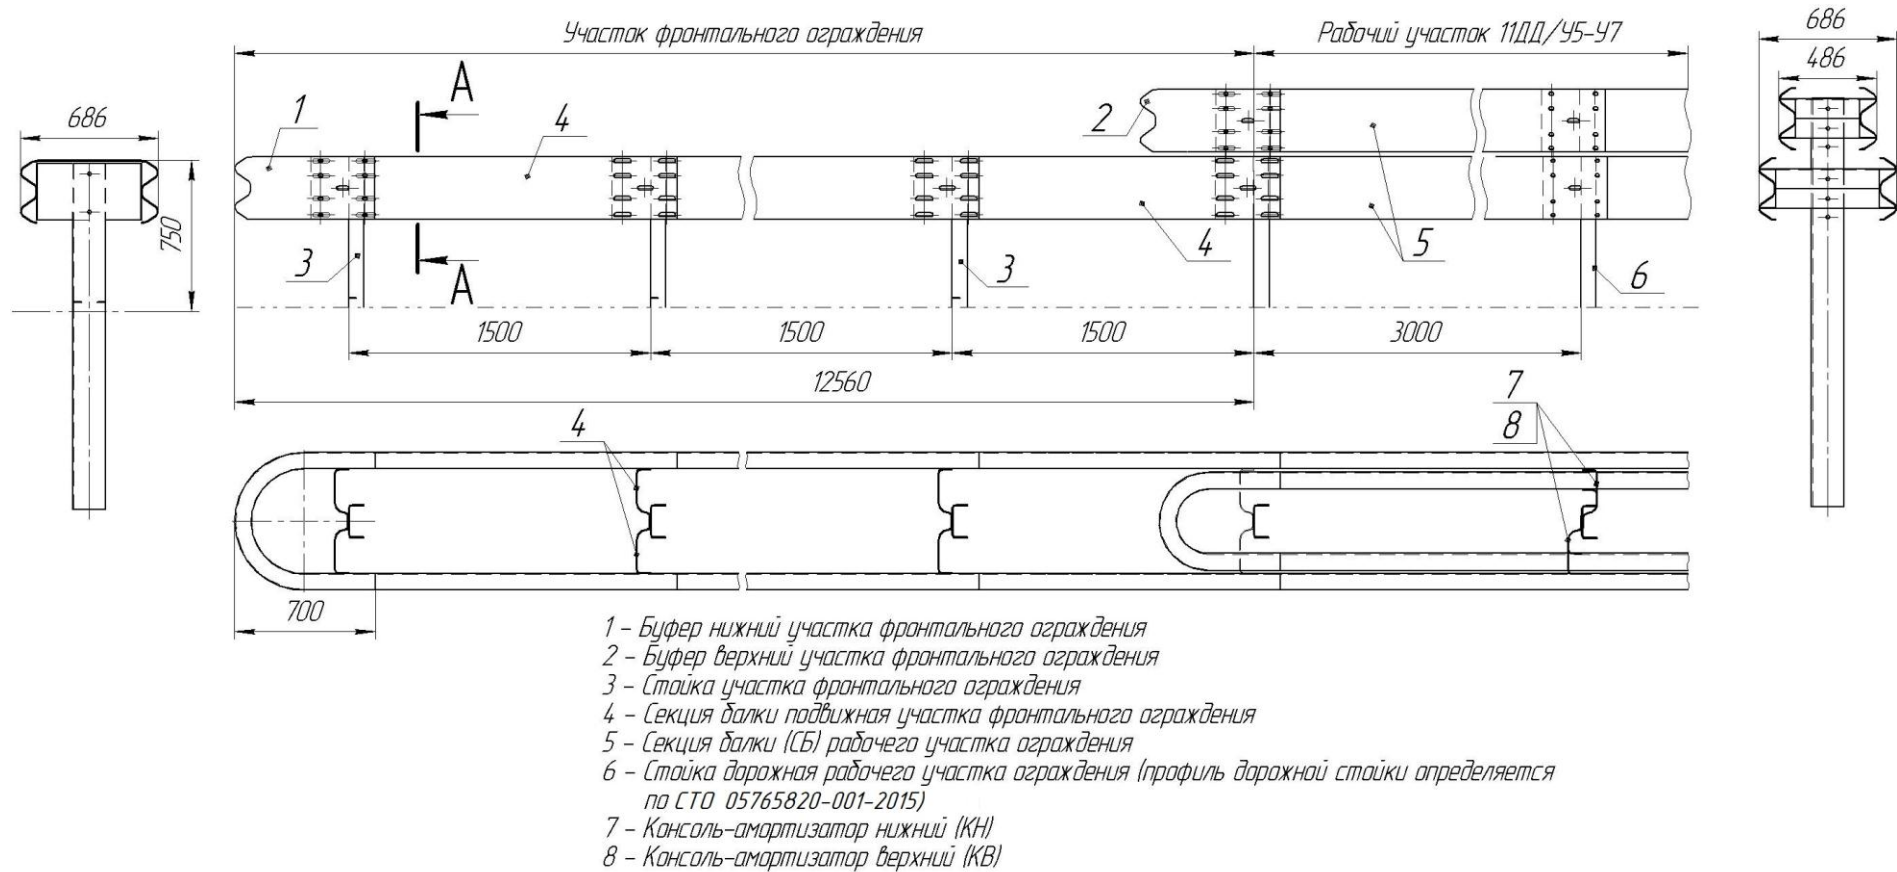 Участок фронтального ограждения
Рабочий участок 11ДД/У5-У7
686
686
486
А
1
4
2
750
3
А
3
4
5
6
1500
1500
1500
3000
12560
4
7
8
700
1 - Буфер нижний участка фронтального ограждения
2 - Буфер верхний участка фронтального ограждения
3 - Стойка участка фронтального ограждения
4 - Секция балки подвижная участка фронтального ограждения
5 - Секция балки (СБ) рабочего участка ограждения
6 - Стойка дорожная рабочего участка ограждения (профиль дорожной стойки определяется
по СТО 05765820-001-2015)
7 - Консоль-амортизатор нижний (КН)
8 - Консоль-амортизатор верхний (КВ)